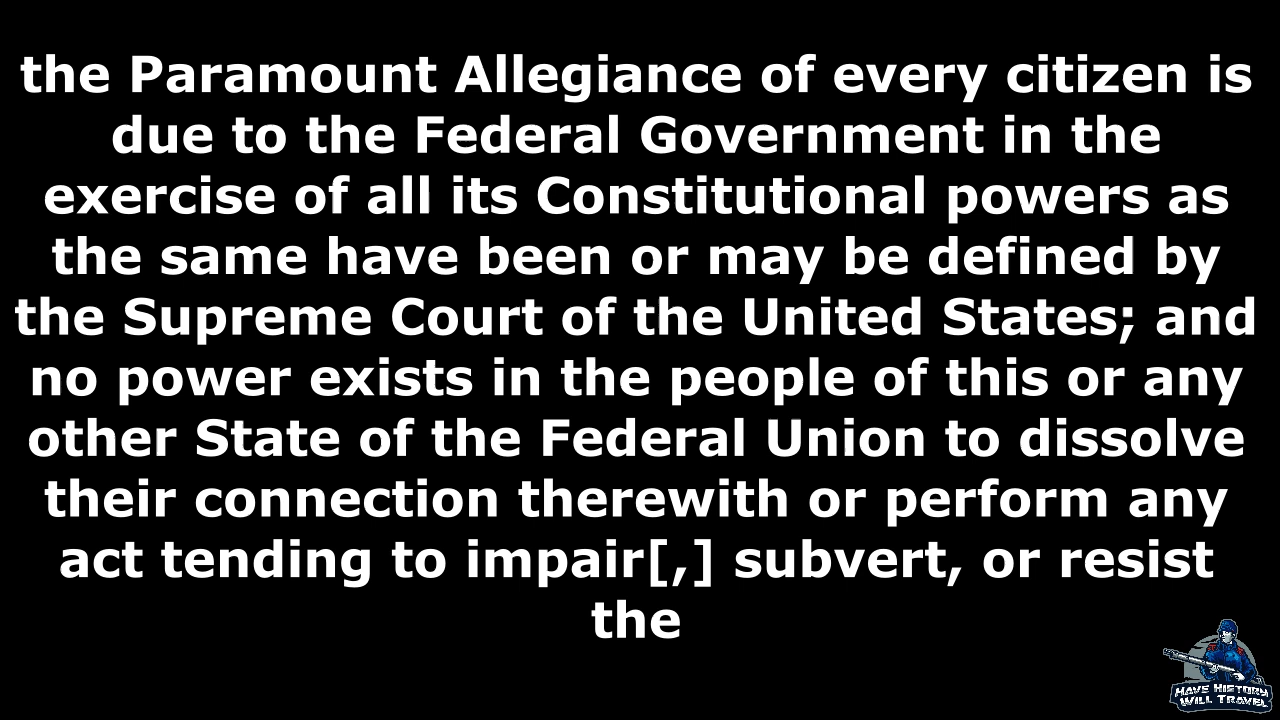 the Paramount Allegiance of every citizen is
due to the Federal Government in the
exercise of all its Constitutional powers as
the same have been or may be defined by
the Supreme Court of the United States; and
no power exists in the people of this or any
other State of the Federal Union to dissolve
their connection therewith or perform any
act tending to impair[,] subvert, or resist
the
HAVE HISTORY
WILL TRAVEL